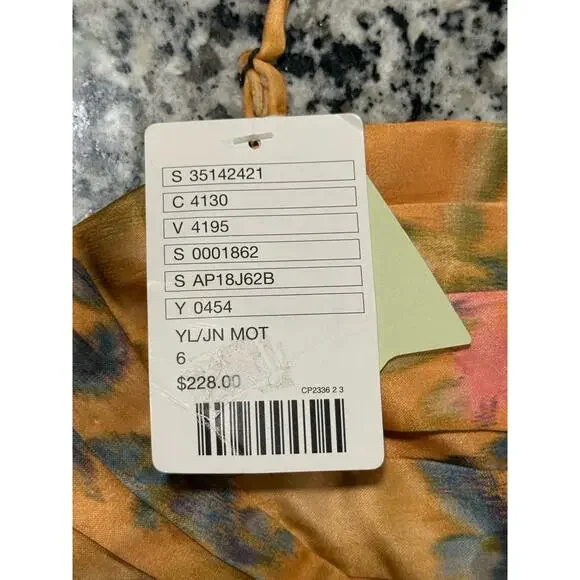 S 35142421
C 4130
V 4195
S 0001862
S AP18J62B
Y 0454
YL/JN MOT
6
$228.00
CP2336 2 3